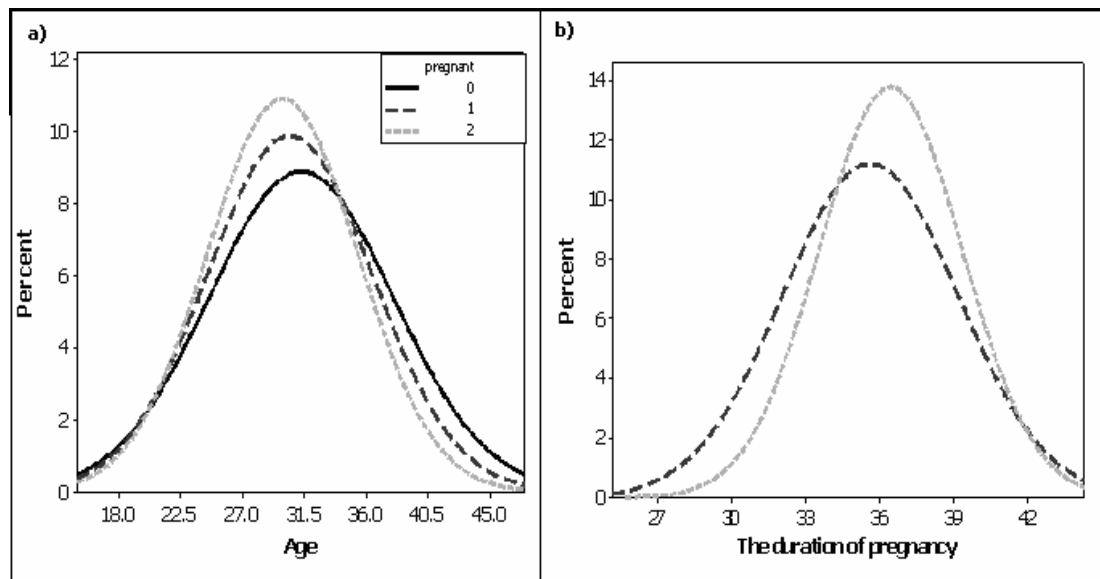 a)
12
10
8
6
4
2
0
Percent
pregnant
0
1
2
18.0 22.5 27.0 31.5 36.0 40.5 45.0
Age
b)
14
12
10
8
6
4
2
0
Percent
27 30 33 36 39 42
The duration of pregnancy